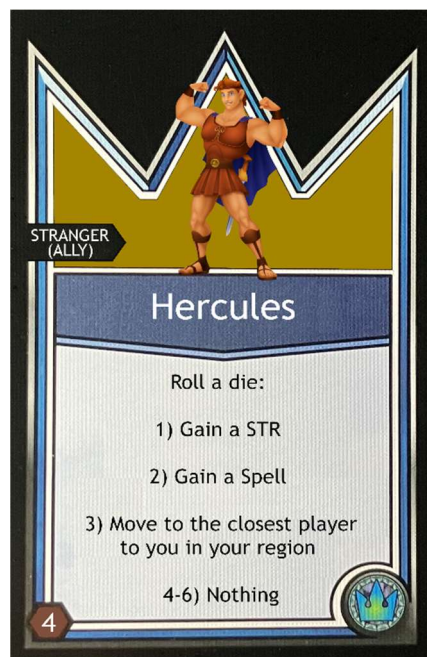 STRANGER
(ALLY)
Hercules
Roll a die:
1) Gain a STR
2) Gain a Spell
3) Move to the closest player
to you in your region
4-6) Nothing
4